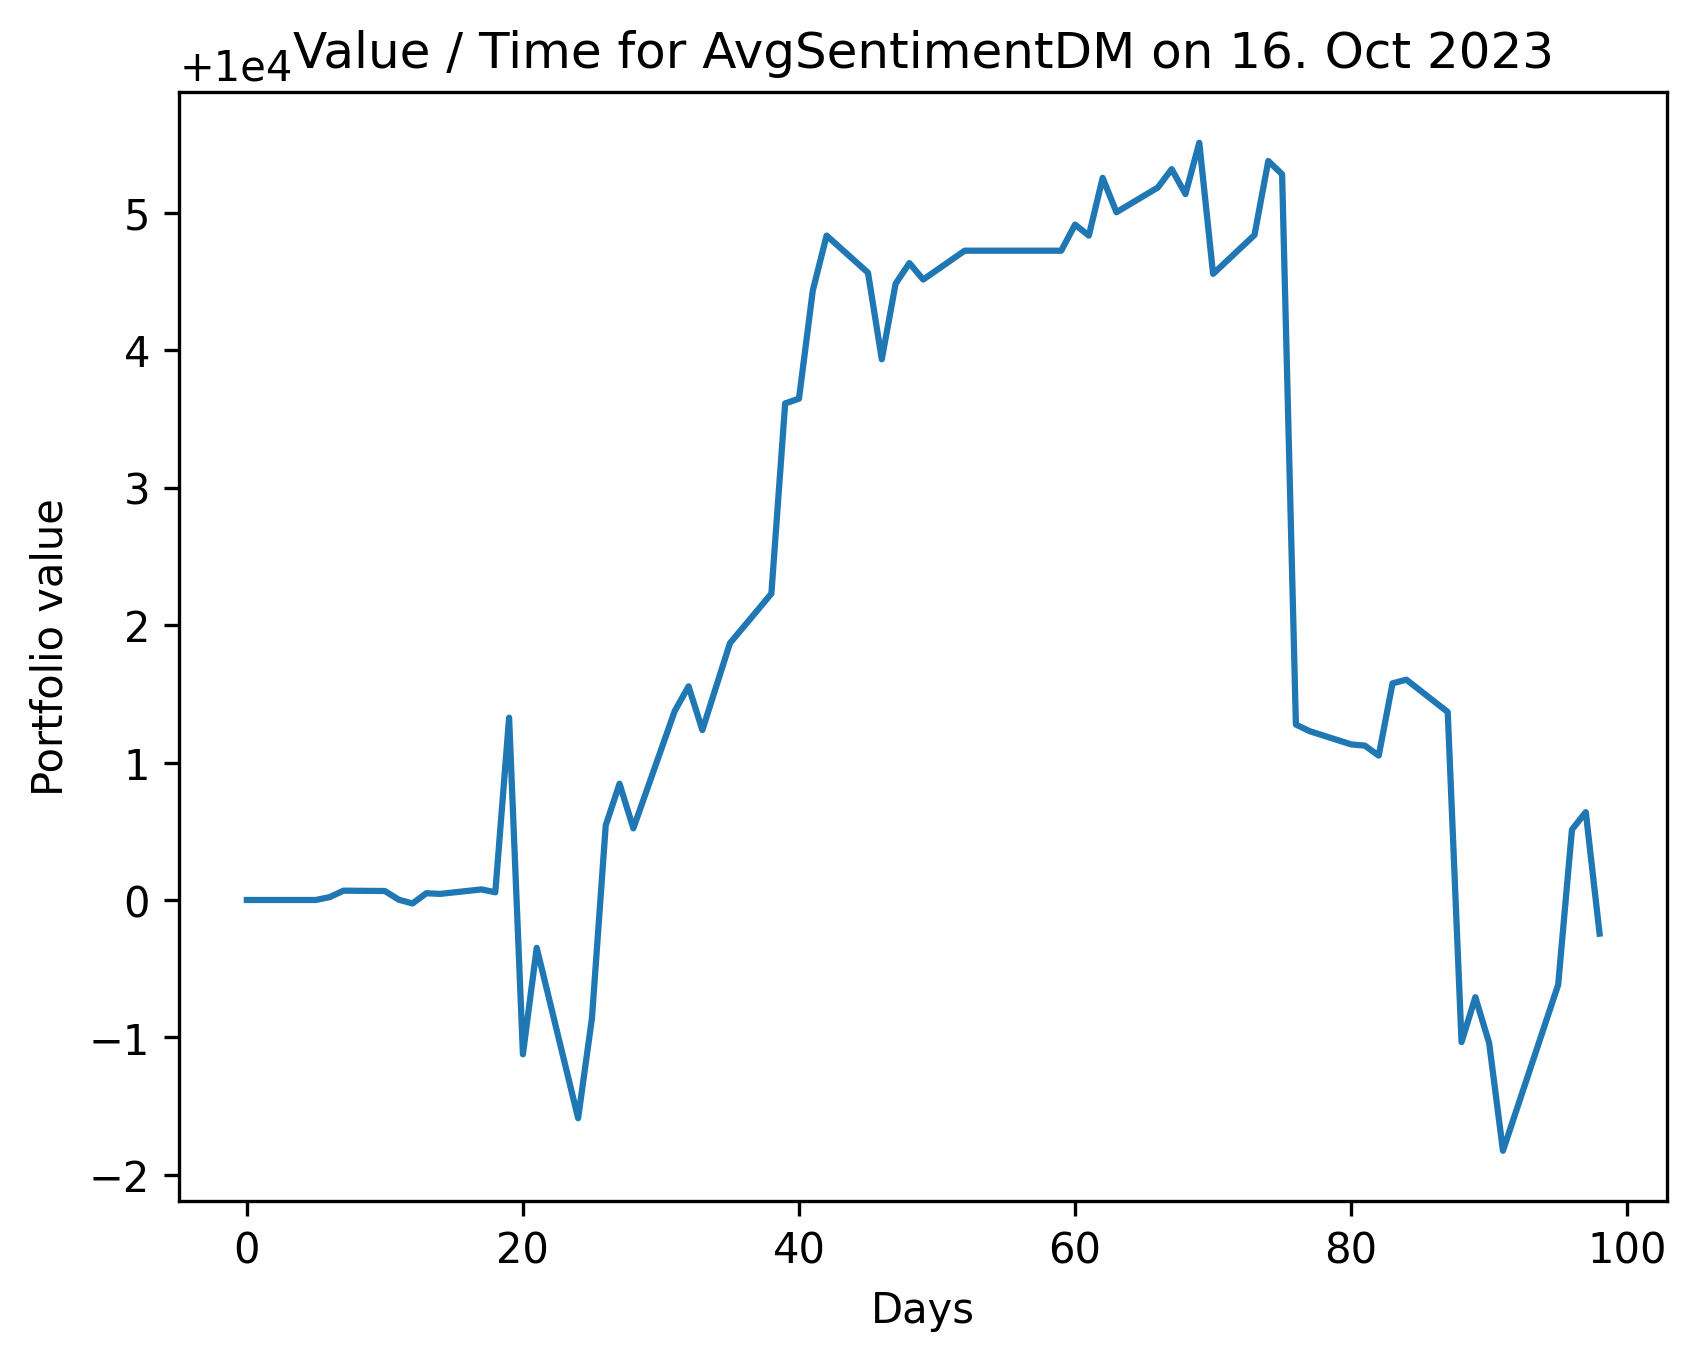 Value / Time for AvgSentimentDM on 16. Oct 2023
+1e4
5
4
3
2
1
0
−1
−2
Portfolio value
0 20 40 60 80 100
Days